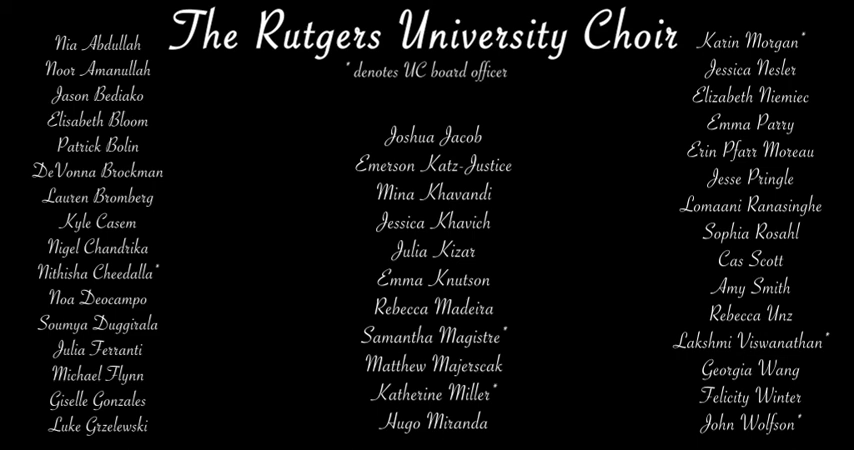 The Rutgers University Choir
* denotes UC board officer
Nia Abdullah
Noor Amanullah
Jason Bediako
Elisabeth Bloom
Patrick Bolin
DeVonna Brockman
Lauren Bromberg
Kyle Casem
Nigel Chandrika
Nithisha Cheedalla*
Noa Deocampo
Soumya Duggirala
Julia Ferranti
Michael Flynn
Giselle Gonzales
Luke Grzelewski
Joshua Jacob
Emerson Katz-Justice
Mina Khavandi
Jessica Khavich
Julia Kizar
Emma Knutson
Rebecca Madeira
Samantha Magistre*
Matthew Majerscak
Katherine Miller*
Hugo Miranda
Karin Morgan*
Jessica Nesler
Elizabeth Niemiec
Emma Parry
Erin Pfarr Moreau
Jesse Pringle
Lomaani Ranasinghe
Sophia Rosahl
Cas Scott
Amy Smith
Rebecca Unz
Lakshmi Viswanathan*
Georgia Wang
Felicity Winter
John Wolfson*